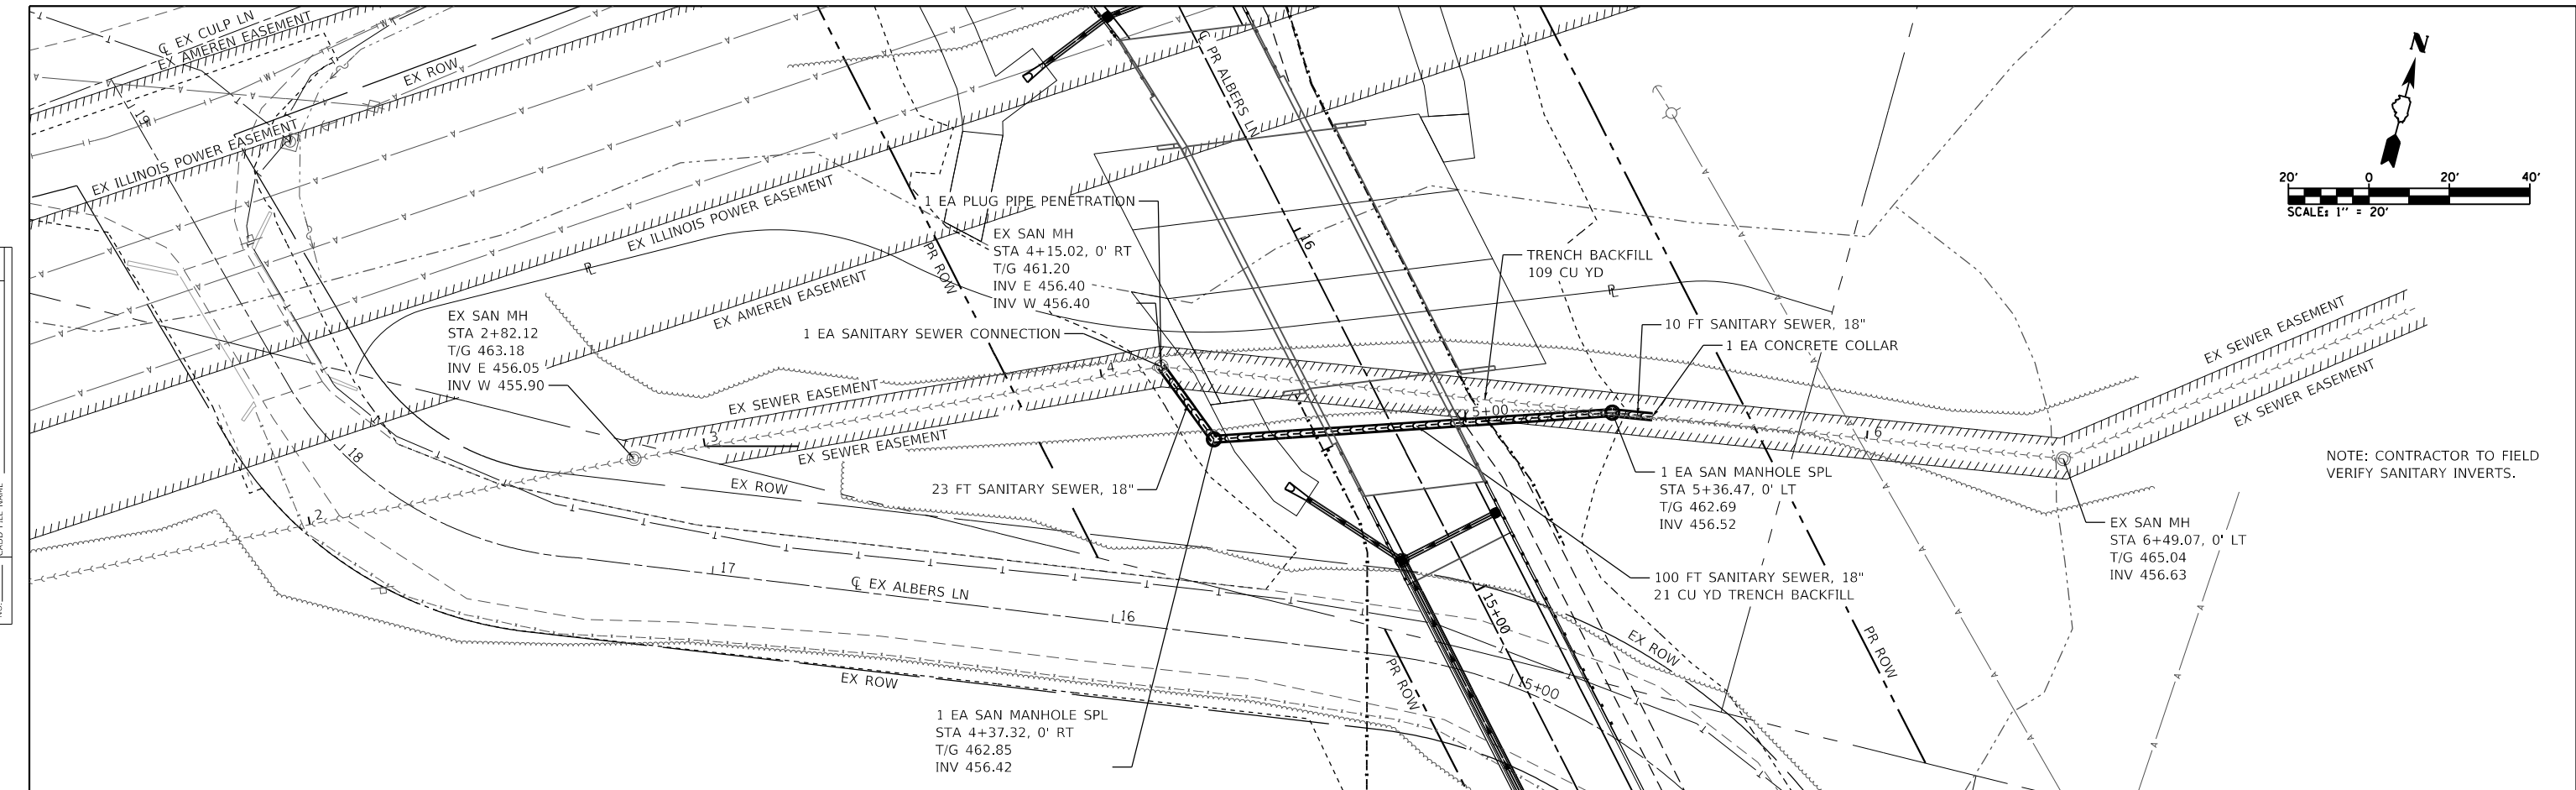 ℄ EX CULP LN
EX AMEREN EASEMENT
EX ROW
19
EX ILLINOIS POWER EASEMENT
℄ PR ALBERS LN
N
20' 0 20' 40'
SCALE: 1" = 20'
1 EA PLUG PIPE PENETRATION
EX ILLINOIS POWER EASEMENT
PR ROW
EX SAN MH
STA 4+15.02, 0' RT
T/G 461.20
INV E 456.40
INV W 456.40
16
TRENCH BACKFILL
109 CU YD
℄
℄
EX AMEREN EASEMENT
EX SAN MH
STA 2+82.12
T/G 463.18
INV E 456.05
INV W 455.90
1 EA SANITARY SEWER CONNECTION
10 FT SANITARY SEWER, 18"
1 EA CONCRETE COLLAR
EX SEWER EASEMENT
4
EX SEWER EASEMENT
EX SEWER EASEMENT
5+00
3
EX SEWER EASEMENT
6
18
NOTE: CONTRACTOR TO FIELD
VERIFY SANITARY INVERTS.
EX ROW
23 FT SANITARY SEWER, 18"
1 EA SAN MANHOLE SPL
STA 5+36.47, 0' LT
T/G 462.69
INV 456.52
2
EX SAN MH
STA 6+49.07, 0' LT
T/G 465.04
INV 456.63
17
℄ EX ALBERS LN
16
100 FT SANITARY SEWER, 18"
21 CU YD TRENCH BACKFILL
15+00
EX ROW
PR ROW
EX ROW
PR ROW
15+00
1 EA SAN MANHOLE SPL
STA 4+37.32, 0' RT
T/G 462.85
INV 456.42